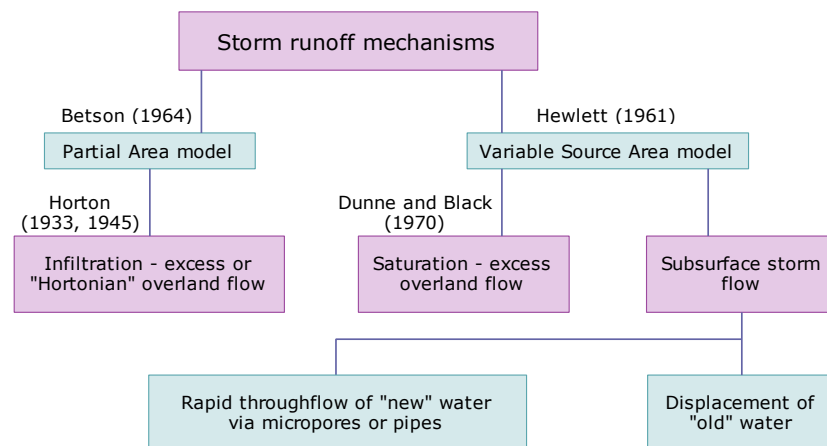 Storm runoff mechanisms
Betson (1964)
Hewlett (1961)
Partial Area model
Variable Source Area model
Horton
(1933, 1945)
Dunne and Black
(1970)
Infiltration - excess or
"Hortonian" overland flow
Saturation - excess
overland flow
Subsurface storm
flow
Rapid throughflow of "new" water
via micropores or pipes
Displacement of
"old" water